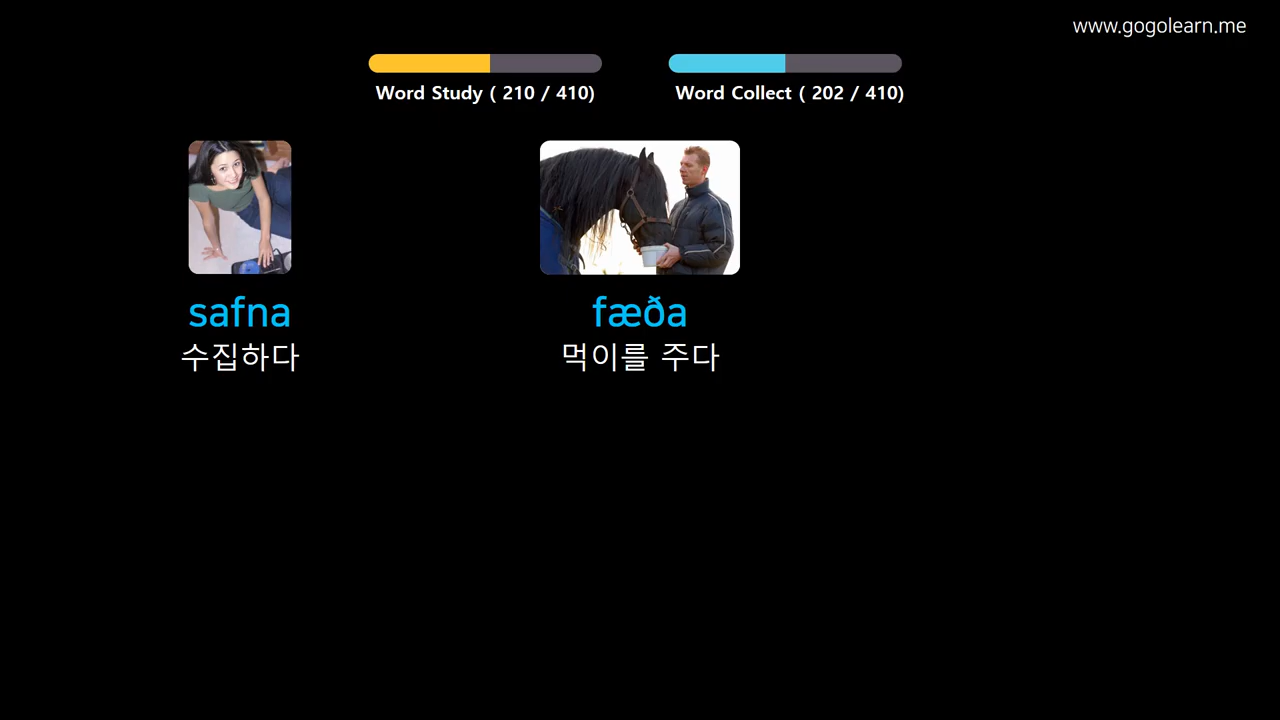 www.gogolearn.me
Word Study ( 210 / 410)
Word Collect ( 202 / 410)
safna
수집하다
fæða
먹이를 주다